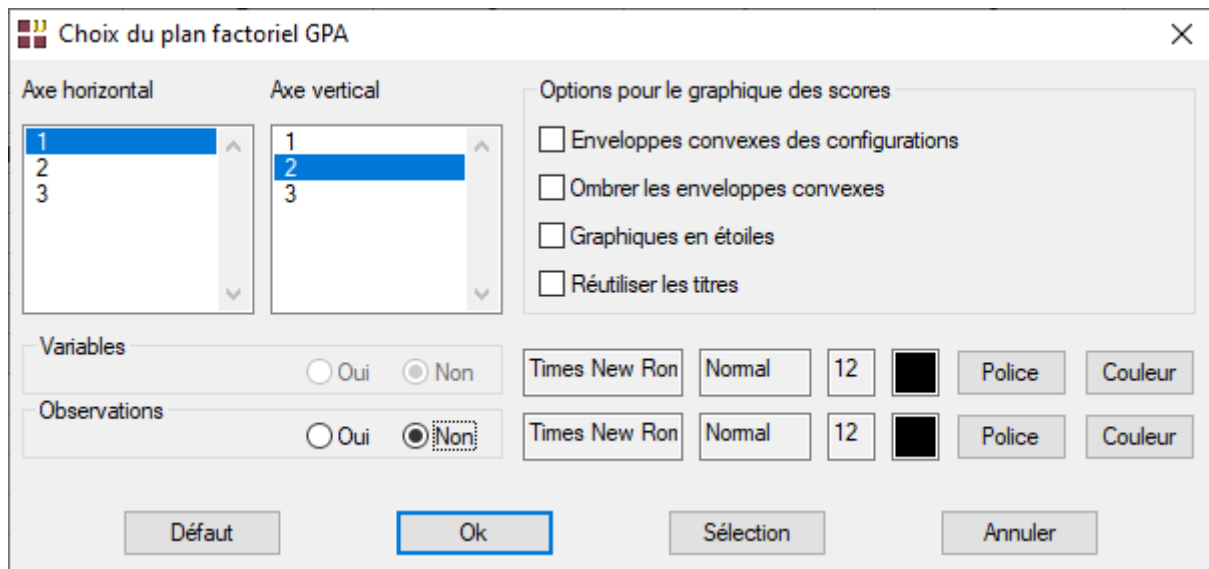 Choix du plan factoriel GPA
Axe horizontal
Axe vertical
Options pour le graphique des scores
1
2
3
1
2
3
Enveloppes convexes des configurations
Ombrer les enveloppes convexes
Graphiques en étoiles
Réutiliser les titres
Variables
Oui
Non
Times New Ron
Normal
12
Police
Couleur
Observations
Oui
Non
Times New Ron
Normal
12
Police
Couleur
Défaut
Ok
Sélection
Annuler